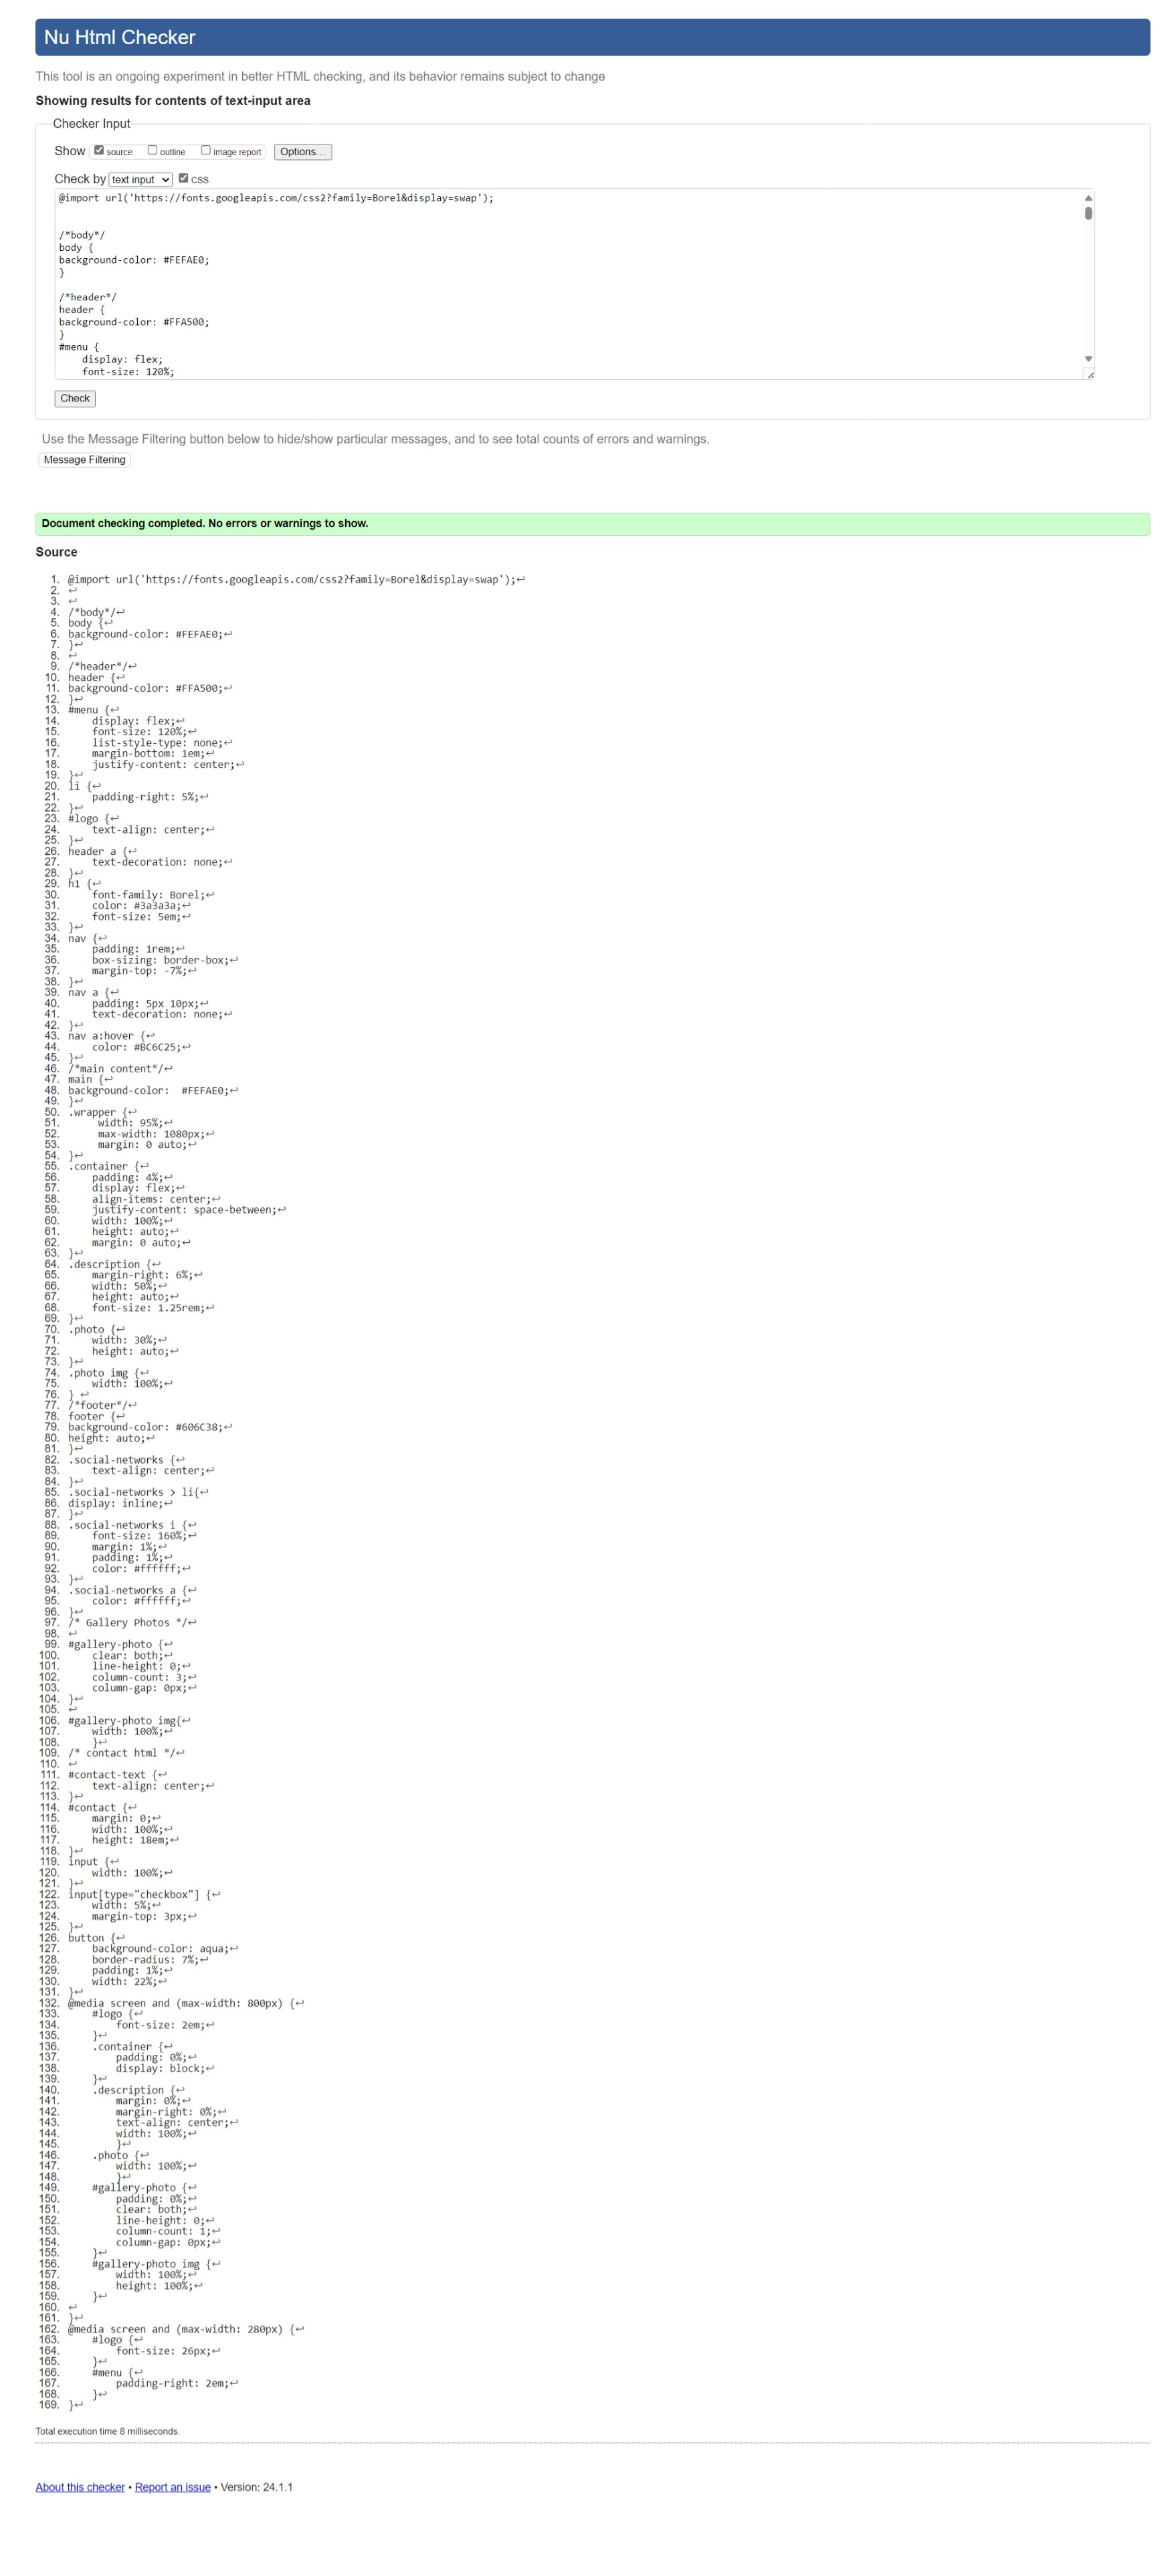 Nu Html Checker
This tool is an ongoing experiment in better HTML checking, and its behavior remains subject to change
Showing results for contents of text-input area
Checker Input
Show source outline image report Options...
Check by text input CSS
@import url('https://fonts.googleapis.com/css2?family=Borel&display=swap');
/*body*/
body {
background-color: #FEFAE0;
}
/*header*/
header {
background-color: #FFA500;
}
#menu {
display: flex;
font-size: 120%;
Check
Use the Message Filtering button below to hide/show particular messages, and to see total counts of errors and warnings.
Message Filtering
Document checking completed. No errors or warnings to show.
Source
1. @import url('https://fonts.googleapis.com/css2?family=Borel&display=swap');↩
2. ↩
3. ↩
4. /*body*/↩
5. body {↩
6. background-color: #FEFAE0;↩
7. }↩
8. ↩
9. /*header*/↩
10. header {↩
11. background-color: #FFA500;↩
12. }↩
13. #menu {↩
14. display: flex;↩
15. font-size: 120%;↩
16. list-style-type: none;↩
17. margin-bottom: 1em;↩
18. justify-content: center;↩
19. }↩
20. li {↩
21. padding-right: 5%;↩
22. }↩
23. #logo {↩
24. text-align: center;↩
25. }↩
26. header a {↩
27. text-decoration: none;↩
28. }↩
29. h1 {↩
30. font-family: Borel;↩
31. color: #3a3a3a;↩
32. font-size: 5em;↩
33. }↩
34. nav {↩
35. padding: 1rem;↩
36. box-sizing: border-box;↩
37. margin-top: -7%;↩
38. }↩
39. nav a {↩
40. padding: 5px 10px;↩
41. text-decoration: none;↩
42. }↩
43. nav a:hover {↩
44. color: #BC6C25;↩
45. }↩
46. /*main content*/↩
47. main {↩
48. background-color:  #FEFAE0;↩
49. }↩
50. .wrapper {↩
51. width: 95%;↩
52. max-width: 1080px;↩
53. margin: 0 auto;↩
54. }↩
55. .container {↩
56. padding: 4%;↩
57. display: flex;↩
58. align-items: center;↩
59. justify-content: space-between;↩
60. width: 100%;↩
61. height: auto;↩
62. margin: 0 auto;↩
63. }↩
64. .description {↩
65. margin-right: 6%;↩
66. width: 50%;↩
67. height: auto;↩
68. font-size: 1.25rem;↩
69. }↩
70. .photo {↩
71. width: 30%;↩
72. height: auto;↩
73. }↩
74. .photo img {↩
75. width: 100%;↩
76. } ↩
77. /*footer*/↩
78. footer {↩
79. background-color: #606C38;↩
80. height: auto;↩
81. }↩
82. .social-networks {↩
83. text-align: center;↩
84. }↩
85. .social-networks > li{↩
86. display: inline;↩
87. }↩
88. .social-networks i {↩
89. font-size: 160%;↩
90. margin: 1%;↩
91. padding: 1%;↩
92. color: #ffffff;↩
93. }↩
94. .social-networks a {↩
95. color: #ffffff;↩
96. }↩
97. /* Gallery Photos */↩
98. ↩
99. #gallery-photo {↩
100. clear: both;↩
101. line-height: 0;↩
102. column-count: 3;↩
103. column-gap: 0px;↩
104. }↩
105. ↩
106. #gallery-photo img{↩
107. width: 100%;↩
108. }↩
109. /* contact html */↩
110. ↩
111. #contact-text {↩
112. text-align: center;↩
113. }↩
114. #contact {↩
115. margin: 0;↩
116. width: 100%;↩
117. height: 18em;↩
118. }↩
119. input {↩
120. width: 100%;↩
121. }↩
122. input[type="checkbox"] {↩
123. width: 5%;↩
124. margin-top: 3px;↩
125. }↩
126. button {↩
127. background-color: aqua;↩
128. border-radius: 7%;↩
129. padding: 1%;↩
130. width: 22%;↩
131. }↩
132. @media screen and (max-width: 800px) {↩
133. #logo {↩
134. font-size: 2em;↩
135. }↩
136. .container {↩
137. padding: 0%;↩
138. display: block;↩
139. }↩
140. .description {↩
141. margin: 0%;↩
142. margin-right: 0%;↩
143. text-align: center;↩
144. width: 100%;↩
145. }↩
146. .photo {↩
147. width: 100%;↩
148. }↩
149. #gallery-photo {↩
150. padding: 0%;↩
151. clear: both;↩
152. line-height: 0;↩
153. column-count: 1;↩
154. column-gap: 0px;↩
155. }↩
156. #gallery-photo img {↩
157. width: 100%;↩
158. height: 100%;↩
159. }↩
160. ↩
161. }↩
162. @media screen and (max-width: 280px) {↩
163. #logo {↩
164. font-size: 26px;↩
165. }↩
166. #menu {↩
167. padding-right: 2em;↩
168. }↩
169. }↩
Total execution time 8 milliseconds.
About this checker • Report an issue • Version: 24.1.1